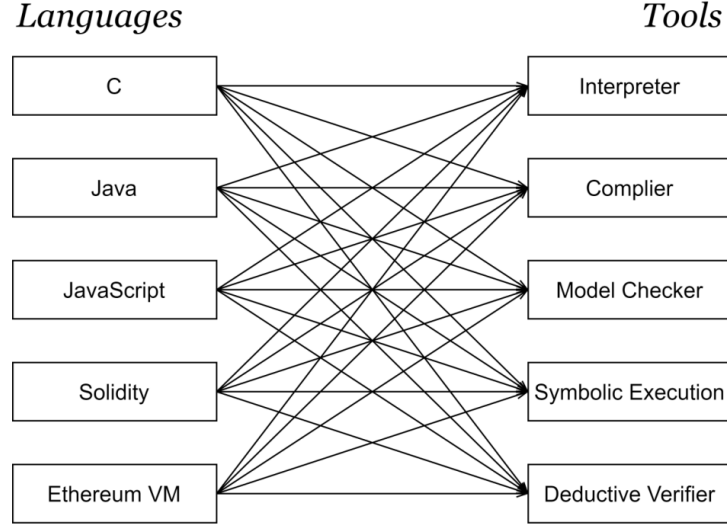 Languages
Tools
C
Interpreter
Java
Complier
JavaScript
Model Checker
Solidity
Symbolic Execution
Ethereum VM
Deductive Verifier